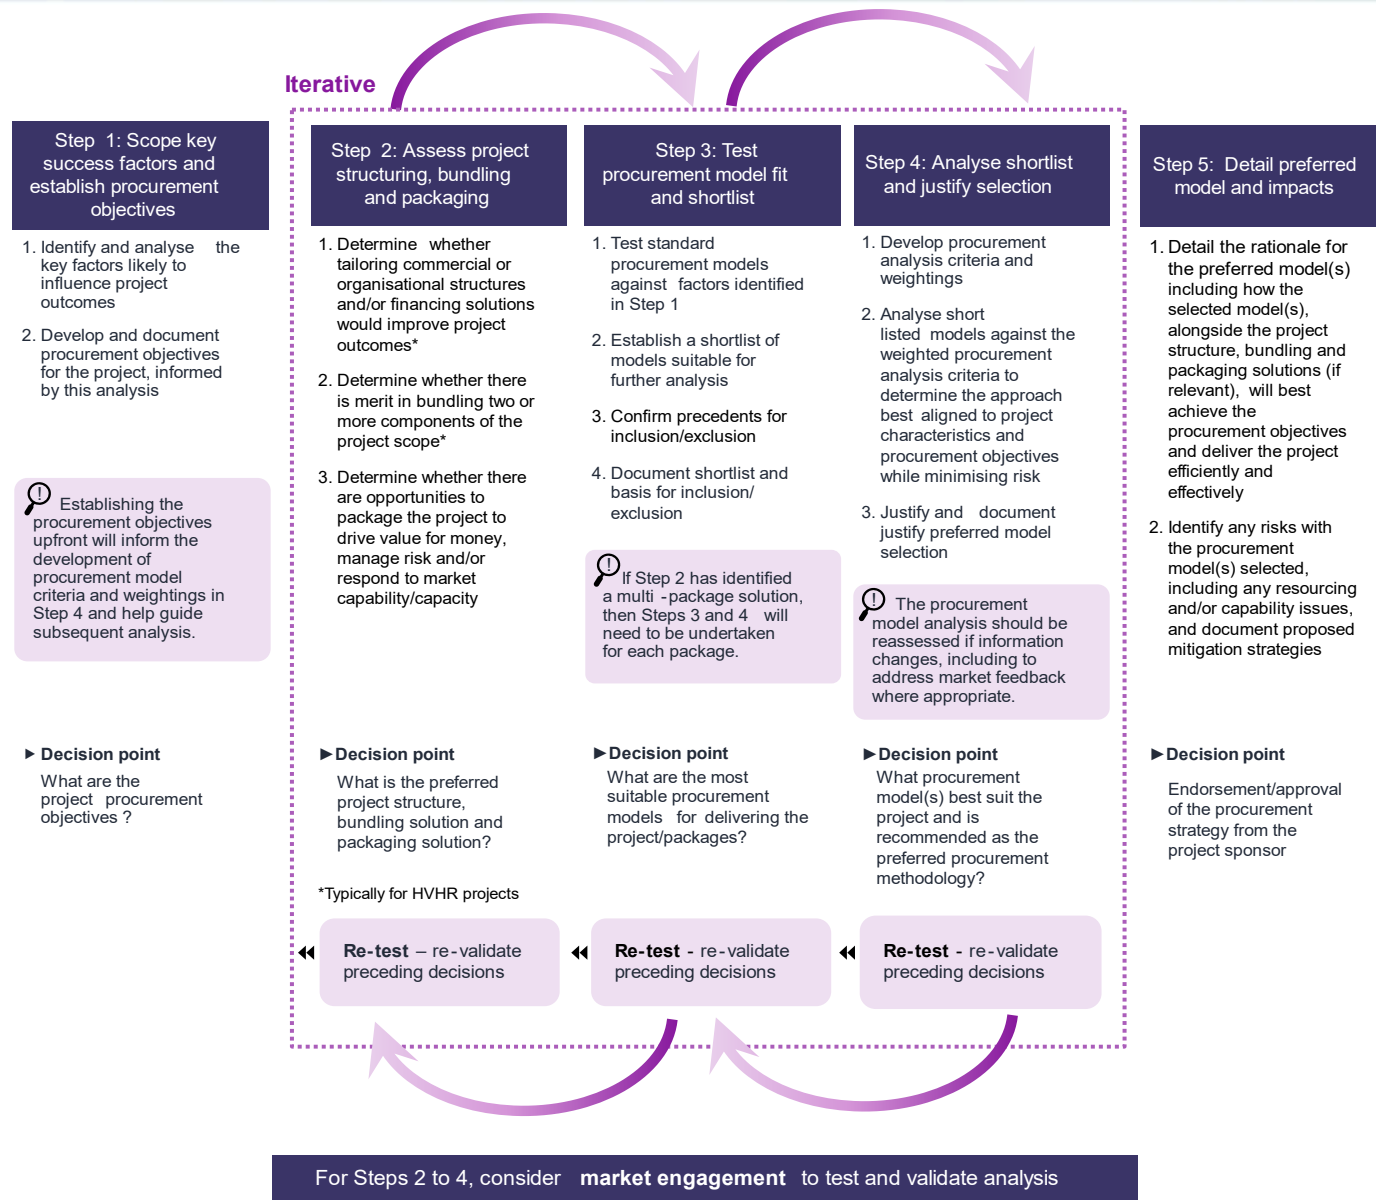 Iterative
Step 1: Scope key
success factors and
establish procurement
objectives
1. Identify and analyse the
key factors likely to
influence project
outcomes
2. Develop and document
procurement objectives
for the project, informed
by this analysis
! Establishing the
procurement objectives
upfront will inform the
development of
procurement model
criteria and weightings in
Step 4 and help guide
subsequent analysis.
► Decision point
What are the
project procurement
objectives ?
Step 2: Assess project
structuring, bundling
and packaging
1. Determine whether
tailoring commercial or
organisational structures
and/or financing solutions
would improve project
outcomes*
2. Determine whether there
is merit in bundling two or
more components of the
project scope*
3. Determine whether there
are opportunities to
package the project to
drive value for money,
manage risk and/or
respond to market
capability/capacity
►Decision point
What is the preferred
project structure,
bundling solution and
packaging solution?
*Typically for HVHR projects
Re-test – re-validate
preceding decisions
Step 3: Test
procurement model fit
and shortlist
1. Test standard
procurement models
against factors identified
in Step 1
2. Establish a shortlist of
models suitable for
further analysis
3. Confirm precedents for
inclusion/exclusion
4. Document shortlist and
basis for inclusion/
exclusion
! If Step 2 has identified
a multi -package solution,
then Steps 3 and 4 will
need to be undertaken
for each package.
►Decision point
What are the most
suitable procurement
models for delivering the
project/packages?
Re-test - re-validate
preceding decisions
Step 4: Analyse shortlist
and justify selection
1. Develop procurement
analysis criteria and
weightings
2. Analyse short
listed models against the
weighted procurement
analysis criteria to
determine the approach
best aligned to project
characteristics and
procurement objectives
while minimising risk
3. Justify and document
justify preferred model
selection
! The procurement
model analysis should be
reassessed if information
changes, including to
address market feedback
where appropriate.
►Decision point
What procurement
model(s) best suit the
project and is
recommended as the
preferred procurement
methodology?
Re-test - re-validate
preceding decisions
Step 5: Detail preferred
model and impacts
1. Detail the rationale for
the preferred model(s)
including how the
selected model(s),
alongside the project
structure, bundling and
packaging solutions (if
relevant), will best
achieve the
procurement objectives
and deliver the project
efficiently and
effectively
2. Identify any risks with
the procurement
model(s) selected,
including any resourcing
and/or capability issues,
and document proposed
mitigation strategies
►Decision point
Endorsement/approval
of the procurement
strategy from the
project sponsor
For Steps 2 to 4, consider market engagement to test and validate analysis